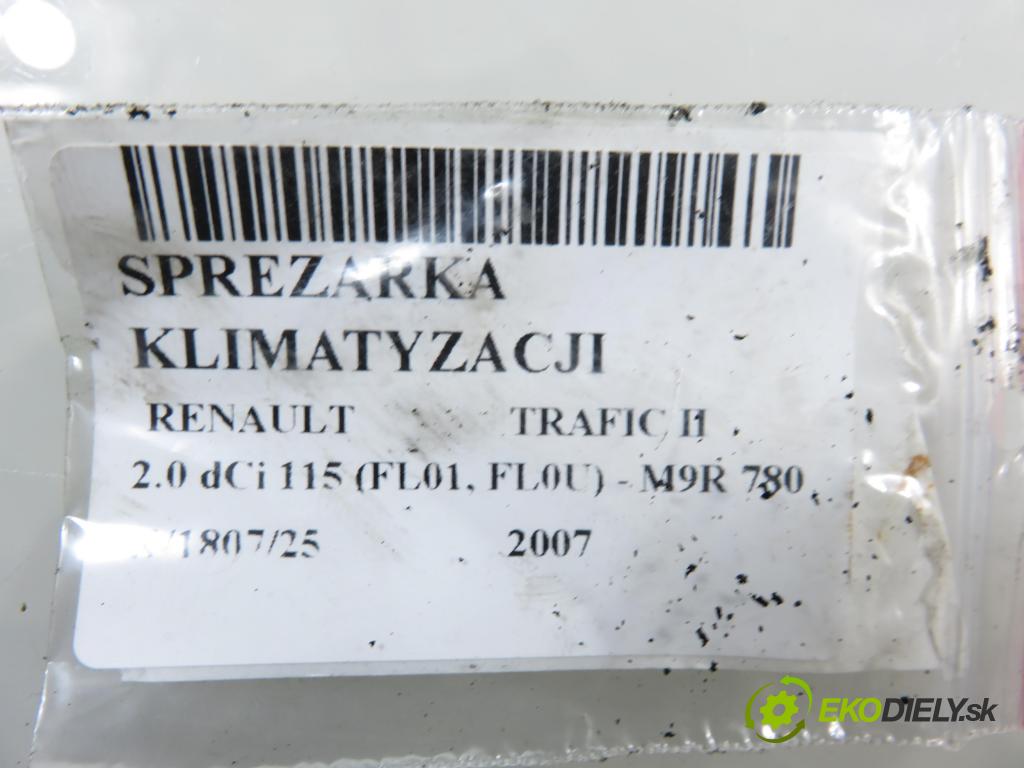 SPREZARKA
KLIMATYZACJI
RENAULT TRAFIC II
2.0 dCi 115 (FL01, FL0U) - M9R 780
/1807/25 2007
EKODIELY.sk